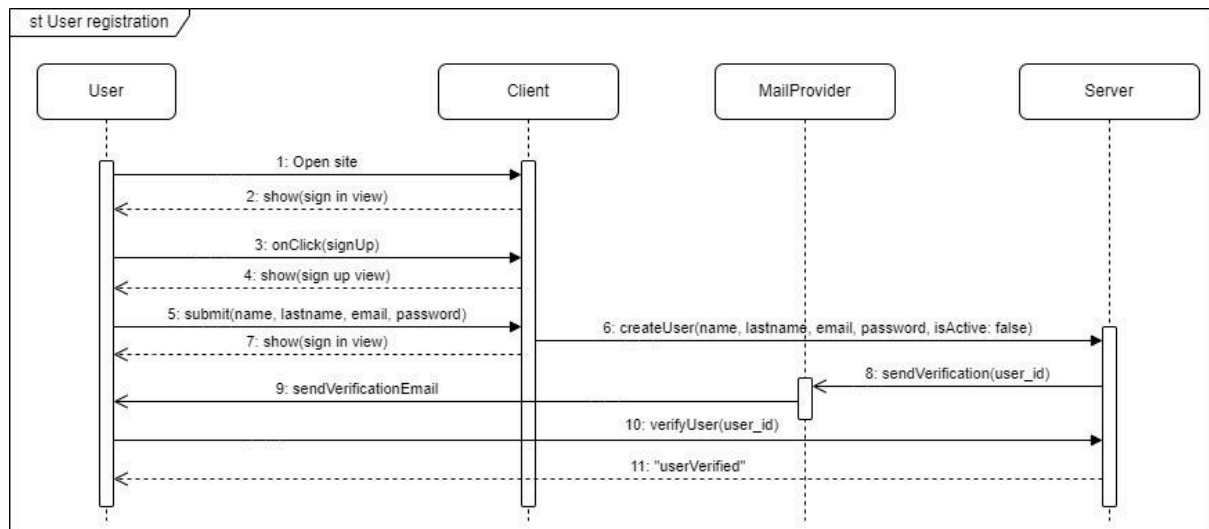 st User registration
User
Client
MailProvider
Server
1: Open site
2: show(sign in view)
3: onClick(signUp)
4: show(sign up view)
5: submit(name, lastname, email, password)
6: createUser(name, lastname, email, password, isActive: false)
7: show(sign in view)
8: sendVerification(user_id)
9: sendVerificationEmail
10: verifyUser(user_id)
11: "userVerified"